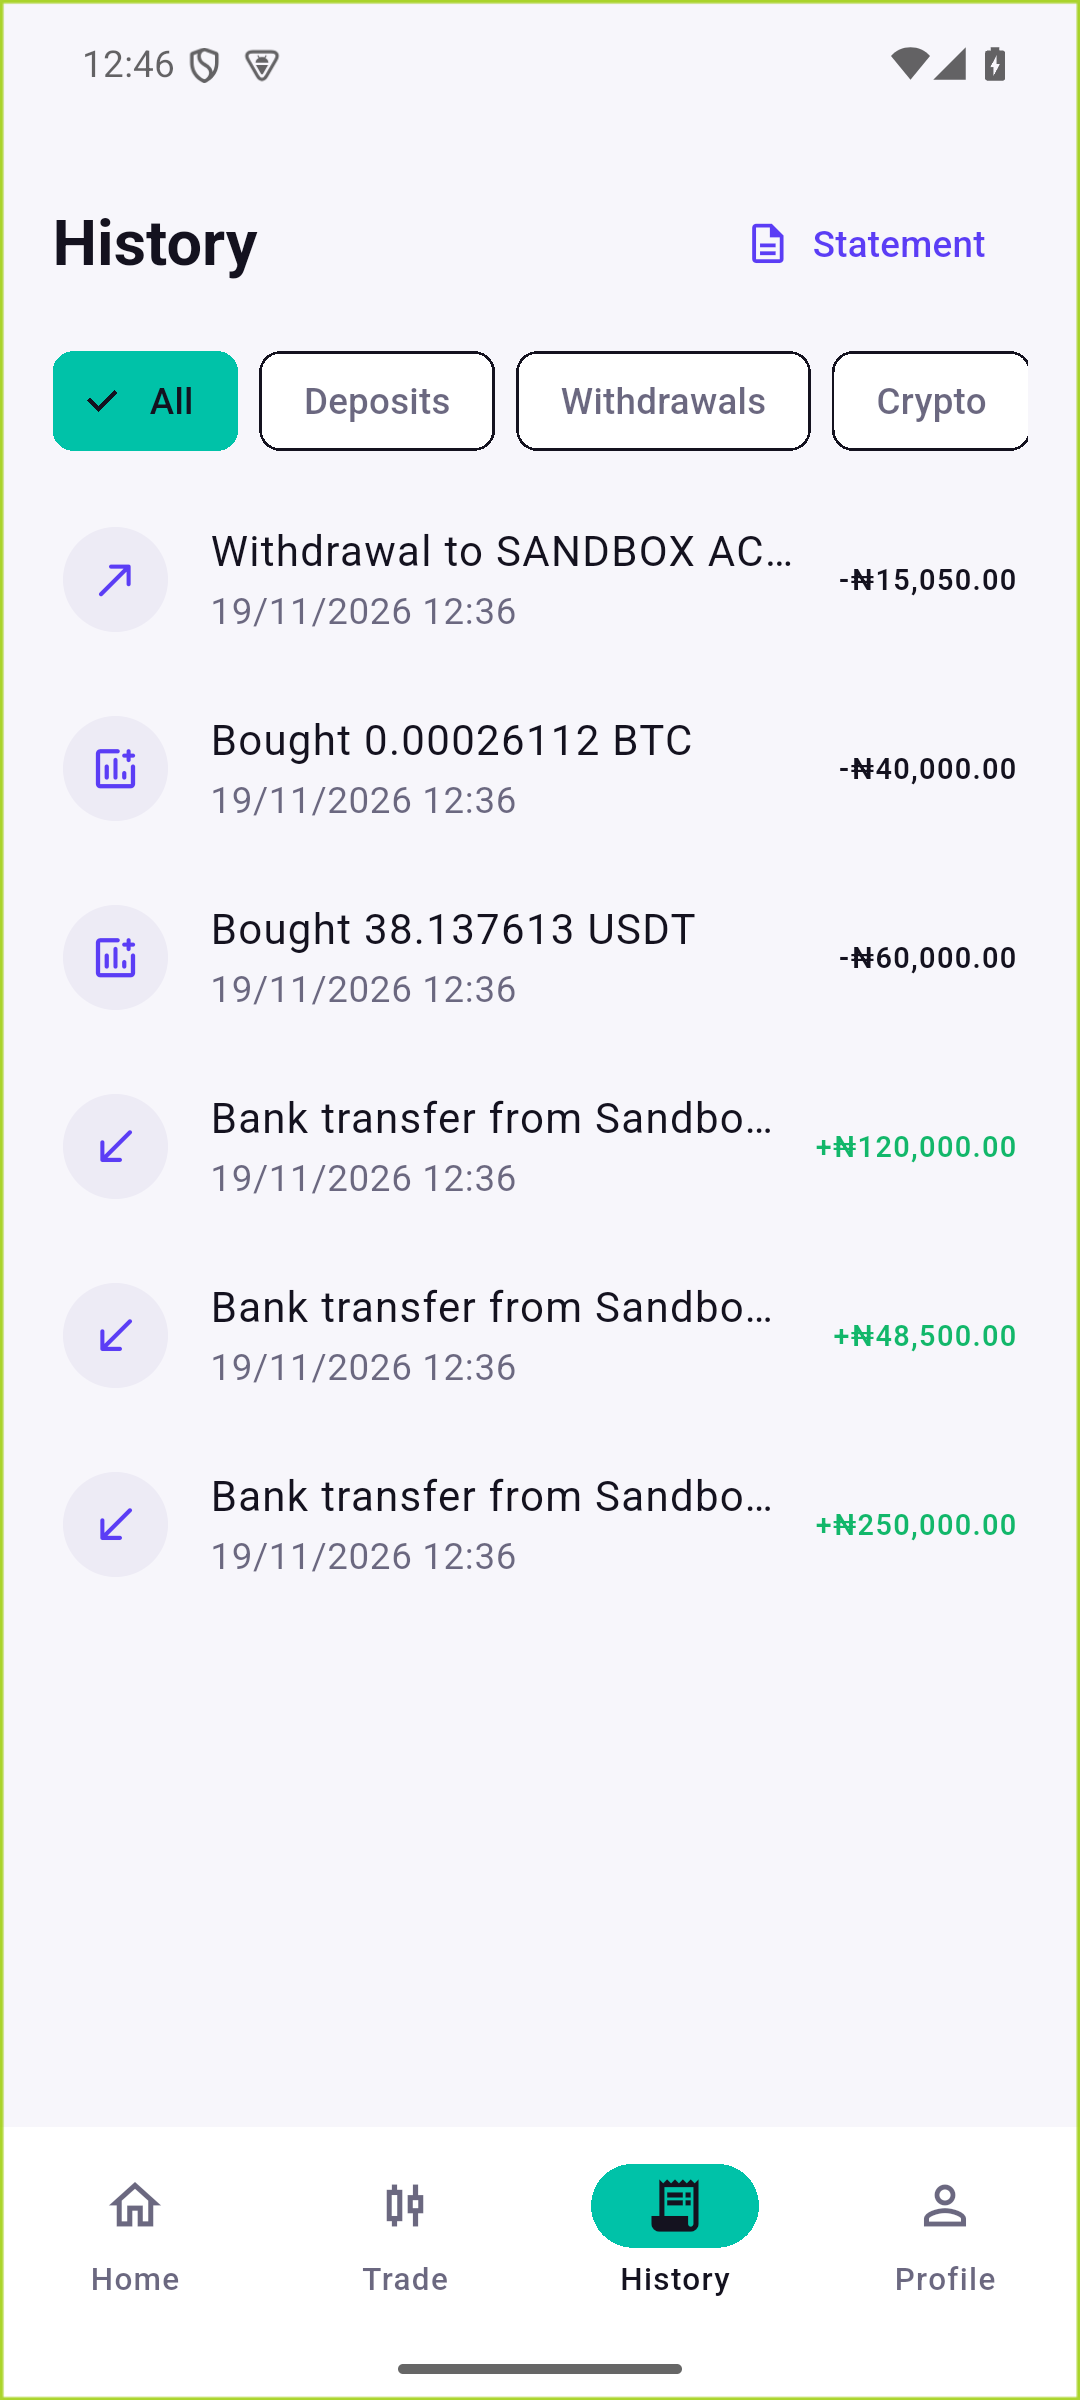 12:46
History
Statement
All
Deposits
Withdrawals
Crypto
Withdrawal to SANDBOX AC…
19/11/2026 12:36
-₦15,050.00
Bought 0.00026112 BTC
19/11/2026 12:36
-₦40,000.00
Bought 38.137613 USDT
19/11/2026 12:36
-₦60,000.00
Bank transfer from Sandbo…
19/11/2026 12:36
+₦120,000.00
Bank transfer from Sandbo…
19/11/2026 12:36
+₦48,500.00
Bank transfer from Sandbo…
19/11/2026 12:36
+₦250,000.00
Home
Trade
History
Profile